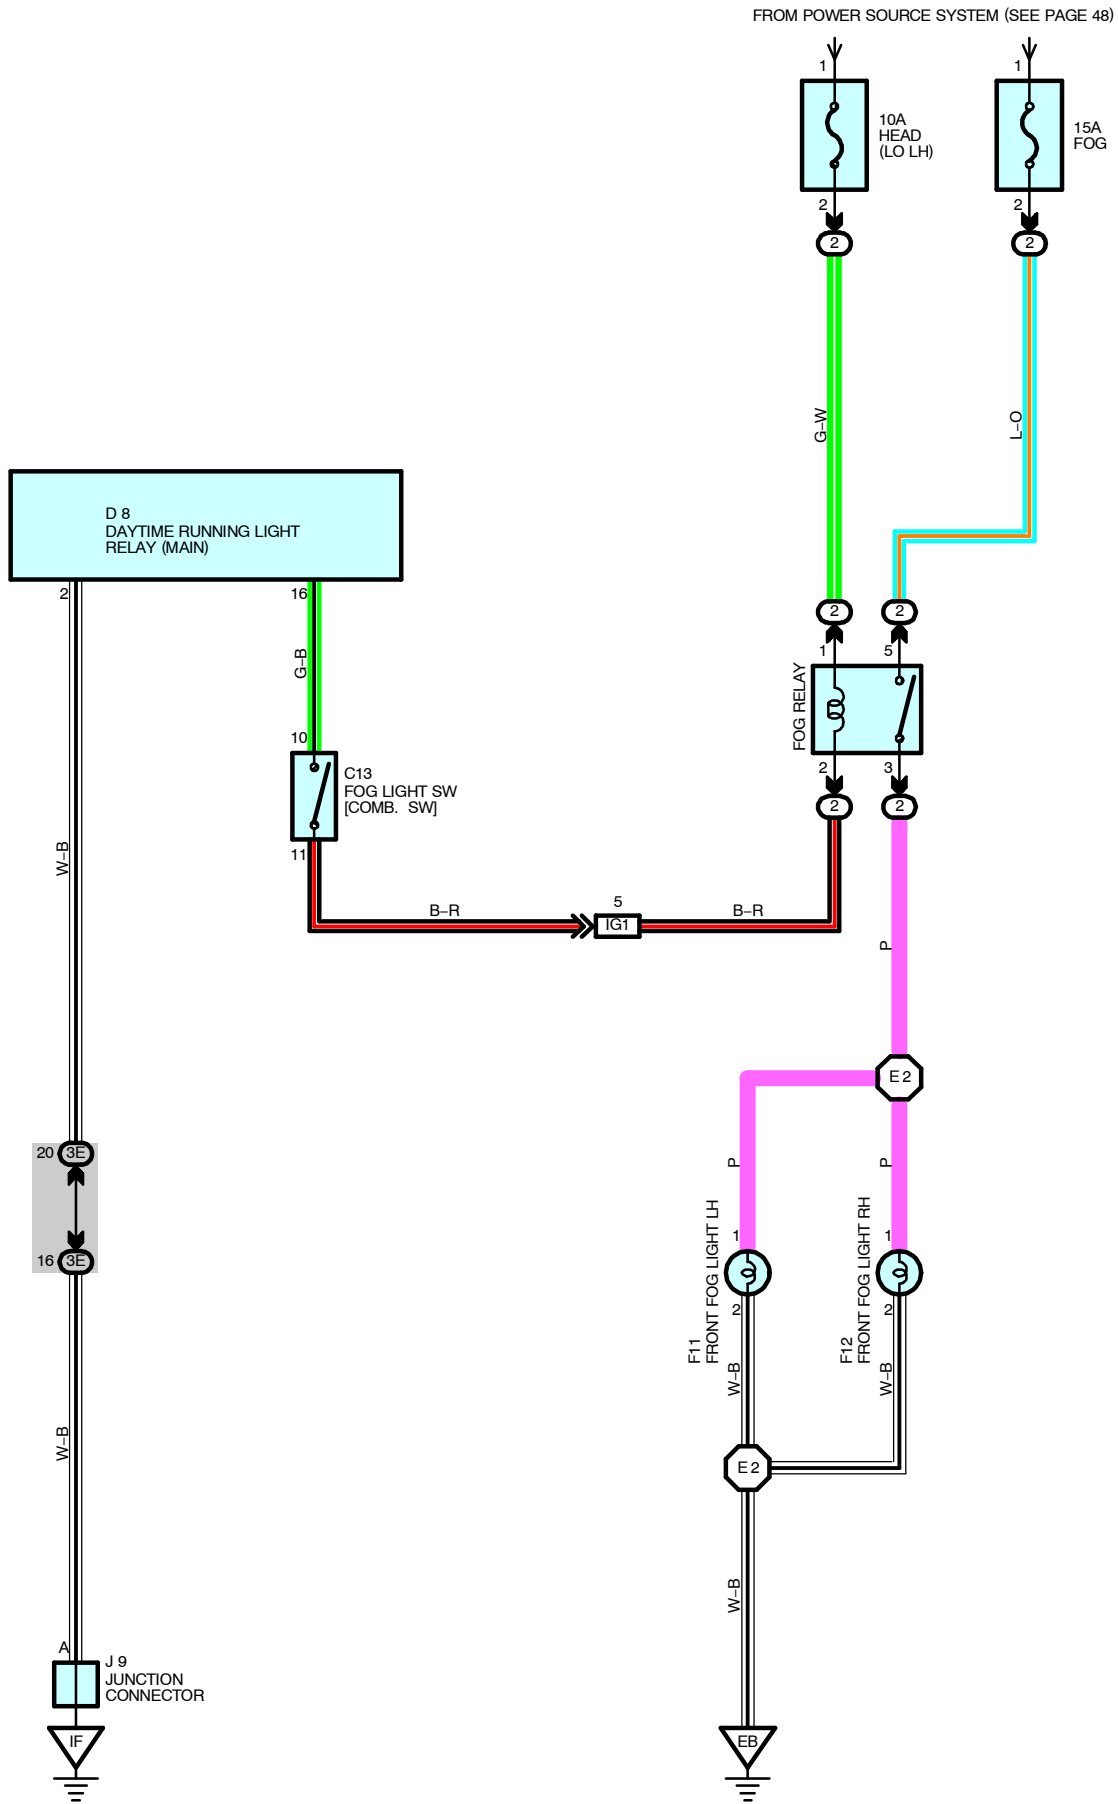 FROM POWER SOURCE SYSTEM (SEE PAGE 48)
1
1
10A
HEAD
(LO LH)
15A
FOG
2
2
2
2
G–W
L–O
D 8
DAYTIME RUNNING LIGHT
RELAY (MAIN)
2
16
2
2
G–B
1
5
FOG RELAY
10
C13
FOG LIGHT SW
[COMB. SW]
2
3
2
2
11
W–B
B–R
5
IG1
B–R
P
E 2
20
3E
P
P
16
3E
1
1
F11
FRONT FOG LIGHT LH
F12
FRONT FOG LIGHT RH
2
2
W–B
W–B
W–B
E 2
W–B
A
J 9
JUNCTION
CONNECTOR
IF
EB